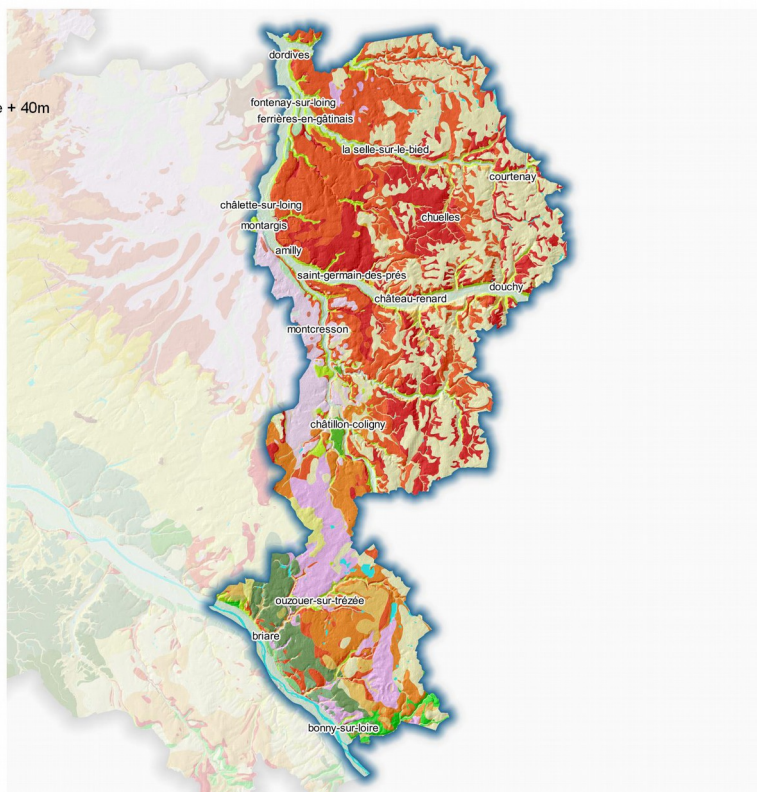 dordives
fontenay-sur-loing
e + 40m
ferrières-en-gâtinais
la selle-sur-le-bied
courtenay
châlette-sur-loing
chuelles
montargis
amilly
saint-germain-des-prés
douchy
château-renard
montcresson
châtillon-coligny
ouzouer-sur-trézée
briare
bonny-sur-loire